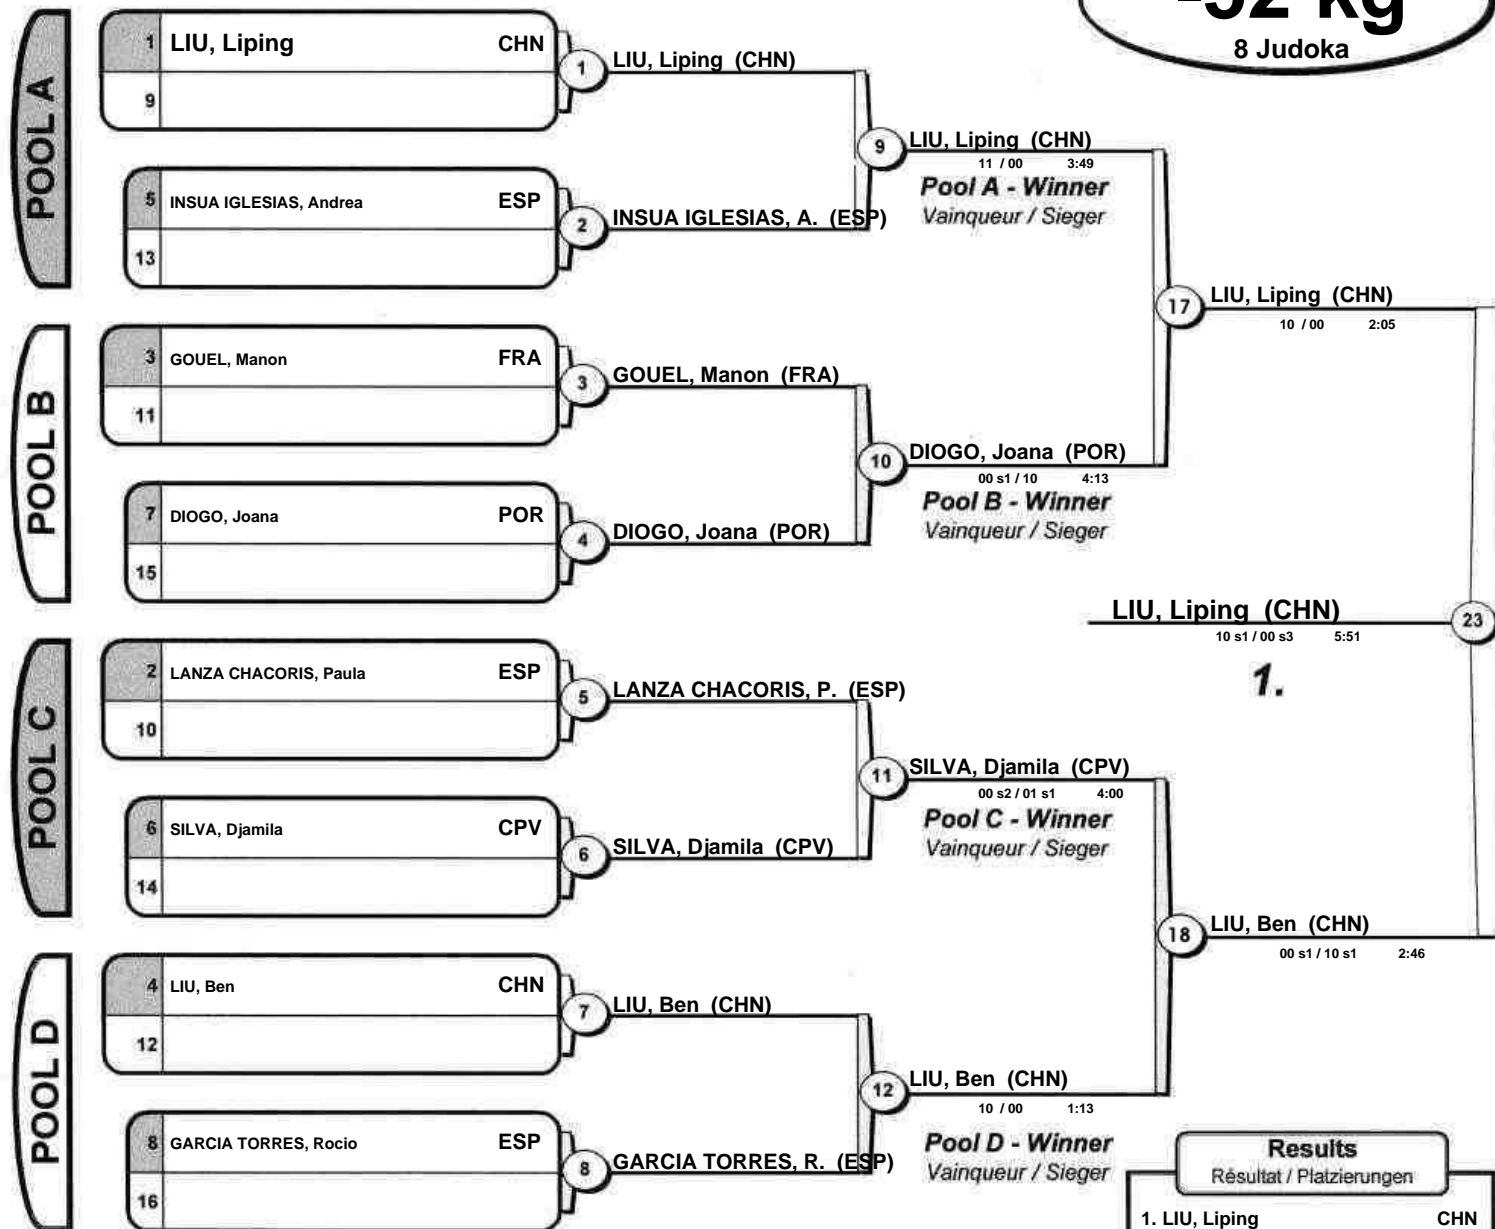 -52 kg
8 Judoka
POOL A
1 LIU, Liping CHN
9
5 INSUA IGLESIAS, Andrea ESP
13
1 LIU, Liping (CHN)
2 INSUA IGLESIAS, A. (ESP)
9 LIU, Liping (CHN)
11 / 00 3:49
Pool A - Winner
Vainqueur / Sieger
POOL B
3 GOUEL, Manon FRA
11
7 DIOGO, Joana POR
15
3 GOUEL, Manon (FRA)
4 DIOGO, Joana (POR)
10 DIOGO, Joana (POR)
00 s1 / 10 4:13
Pool B - Winner
Vainqueur / Sieger
17 LIU, Liping (CHN)
10 / 00 2:05
LIU, Liping (CHN) 23
10 s1 / 00 s3 5:51
1.
POOL C
2 LANZA CHACORIS, Paula ESP
10
6 SILVA, Djamila CPV
14
5 LANZA CHACORIS, P. (ESP)
6 SILVA, Djamila (CPV)
11 SILVA, Djamila (CPV)
00 s2 / 01 s1 4:00
Pool C - Winner
Vainqueur / Sieger
POOL D
4 LIU, Ben CHN
12
8 GARCIA TORRES, Rocio ESP
16
7 LIU, Ben (CHN)
8 GARCIA TORRES, R. (ESP)
12 LIU, Ben (CHN)
10 / 00 1:13
Pool D - Winner
Vainqueur / Sieger
18 LIU, Ben (CHN)
00 s1 / 10 s1 2:46
Results
Résultat / Platzierungen
1. LIU, Liping CHN